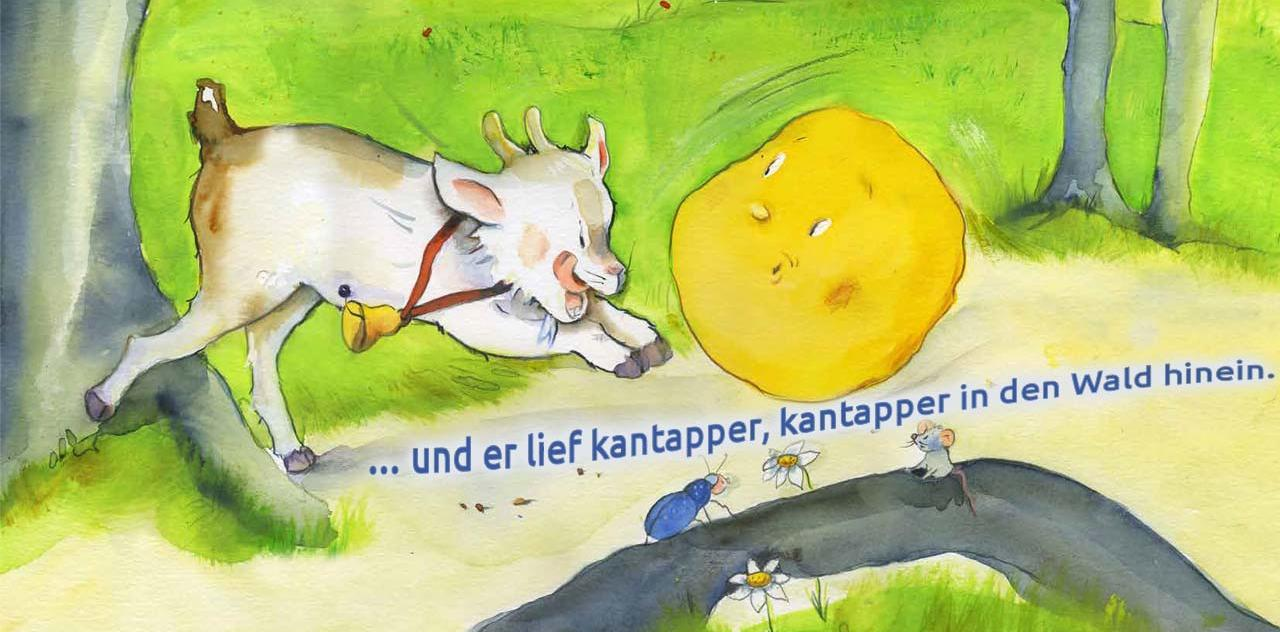 ... und er lief kantapper, kantapper in den Wald hinein.